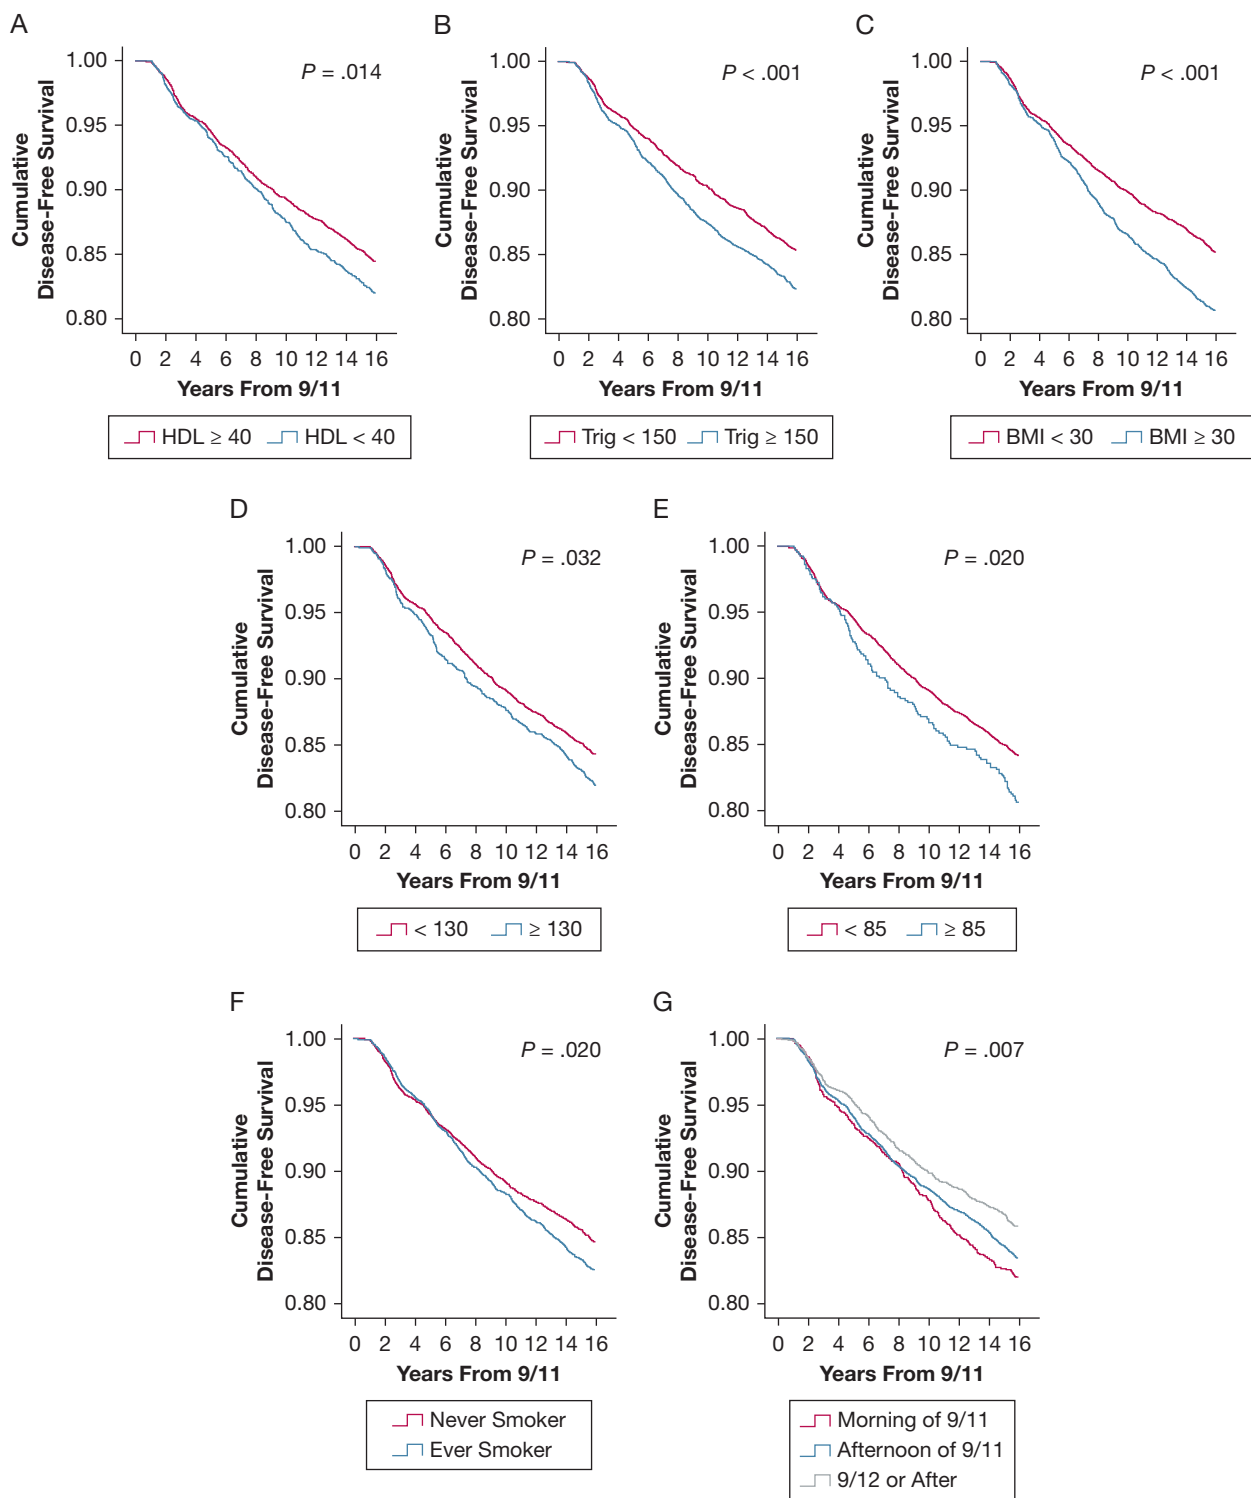 A
P = .014
Cumulative
Disease-Free Survival
1.00
0.95
0.90
0.85
0.80
0 2 4 6 8 10 12 14 16
Years From 9/11
HDL ≥ 40 HDL < 40
B
P < .001
Cumulative
Disease-Free Survival
1.00
0.95
0.90
0.85
0.80
0 2 4 6 8 10 12 14 16
Years From 9/11
Trig < 150 Trig ≥ 150
C
P < .001
Cumulative
Disease-Free Survival
1.00
0.95
0.90
0.85
0.80
0 2 4 6 8 10 12 14 16
Years From 9/11
BMI < 30 BMI ≥ 30
D
P = .032
Cumulative
Disease-Free Survival
1.00
0.95
0.90
0.85
0.80
0 2 4 6 8 10 12 14 16
Years From 9/11
< 130 ≥ 130
E
P = .020
Cumulative
Disease-Free Survival
1.00
0.95
0.90
0.85
0.80
0 2 4 6 8 10 12 14 16
Years From 9/11
< 85 ≥ 85
F
P = .020
Cumulative
Disease-Free Survival
1.00
0.95
0.90
0.85
0.80
0 2 4 6 8 10 12 14 16
Years From 9/11
Never Smoker
Ever Smoker
G
P = .007
Cumulative
Disease-Free Survival
1.00
0.95
0.90
0.85
0.80
0 2 4 6 8 10 12 14 16
Years From 9/11
Morning of 9/11
Afternoon of 9/11
9/12 or After